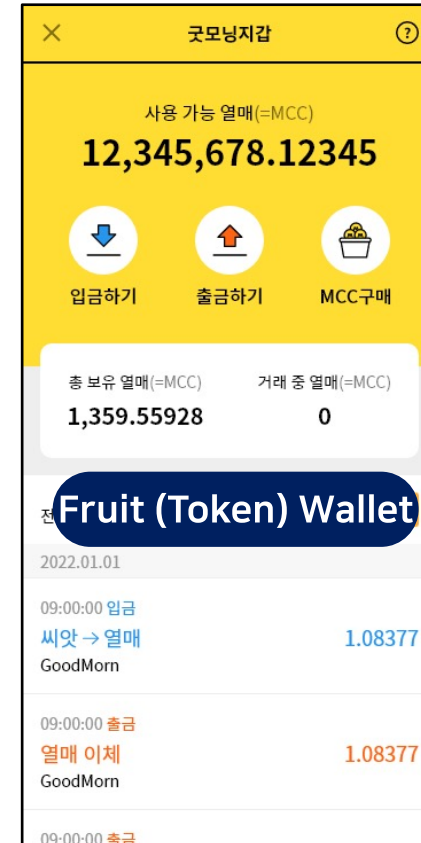 굿모닝지갑
사용 가능 열매(=MCC)
12,345,678.12345
입금하기 출금하기 MCC구매
총 보유 열매(=MCC) 거래 중 열매(=MCC)
1,359.55928 0
Fruit (Token) Wallet
2022.01.01
09:00:00 입금
씨앗 → 열매 1.08377
GoodMorn
09:00:00 출금
열매 이체 1.08377
GoodMorn
09:00:00 출금